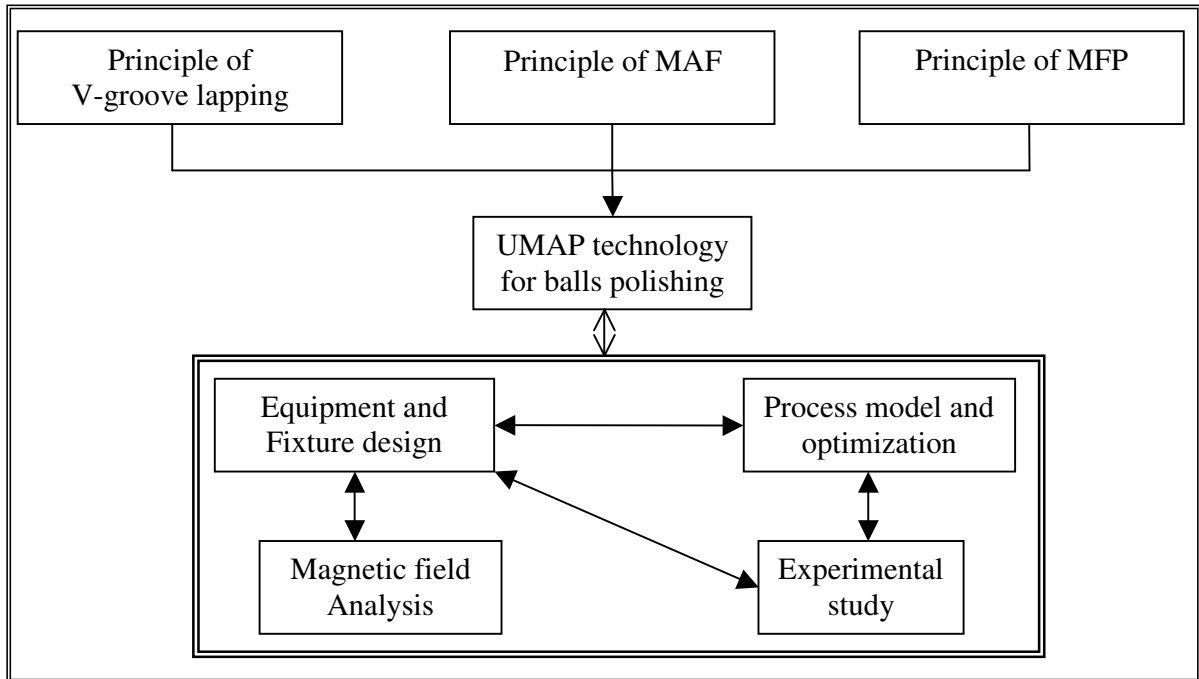 Principle of
V-groove lapping
Principle of MAF
Principle of MFP
UMAP technology
for balls polishing
Equipment and
Fixture design
Process model and
optimization
Magnetic field
Analysis
Experimental
study